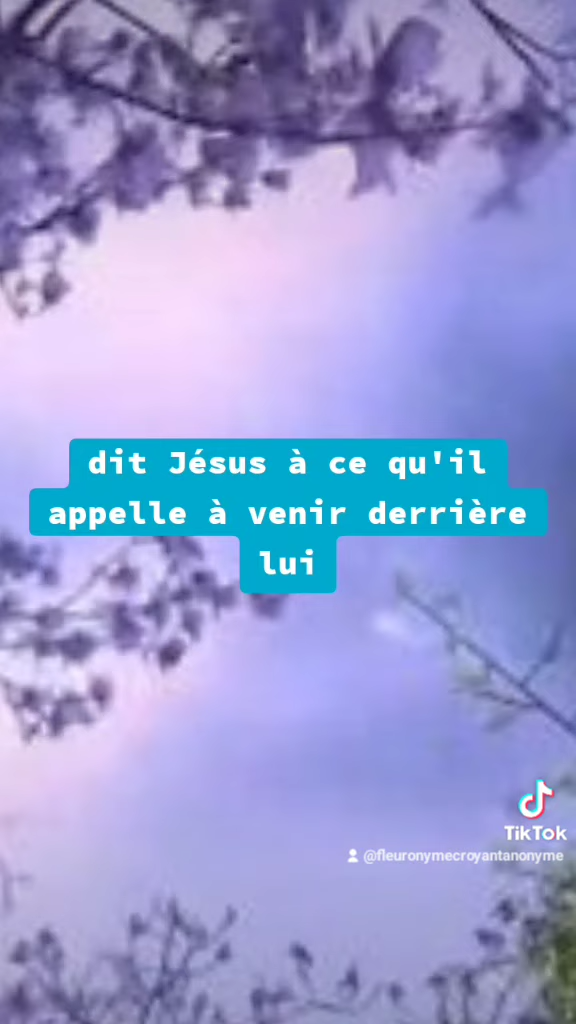 dit Jésus à ce qu'il
appelle à venir derrière
lui
TikTok
@fleuronymecroyantanonyme